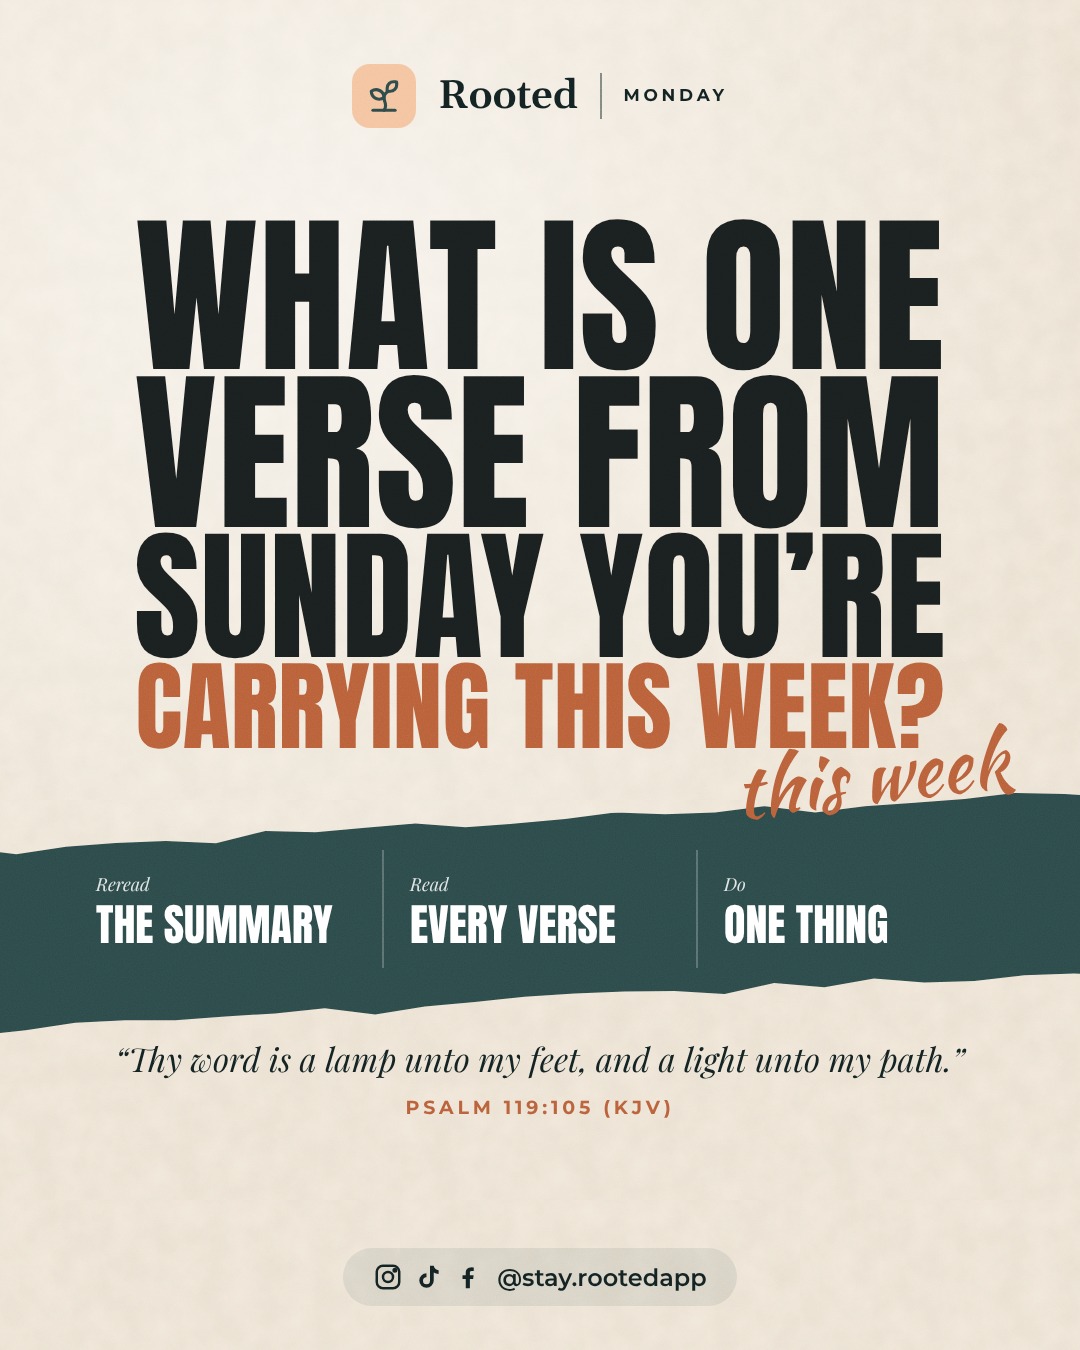 Rooted
MONDAY
WHAT IS ONE
VERSE FROM
SUNDAY YOU’RE
CARRYING THIS WEEK?
this week
Reread
THE SUMMARY
Read
EVERY VERSE
Do
ONE THING
“Thy word is a lamp unto my feet, and a light unto my path.”
PSALM 119:105 (KJV)
@stay.rootedapp